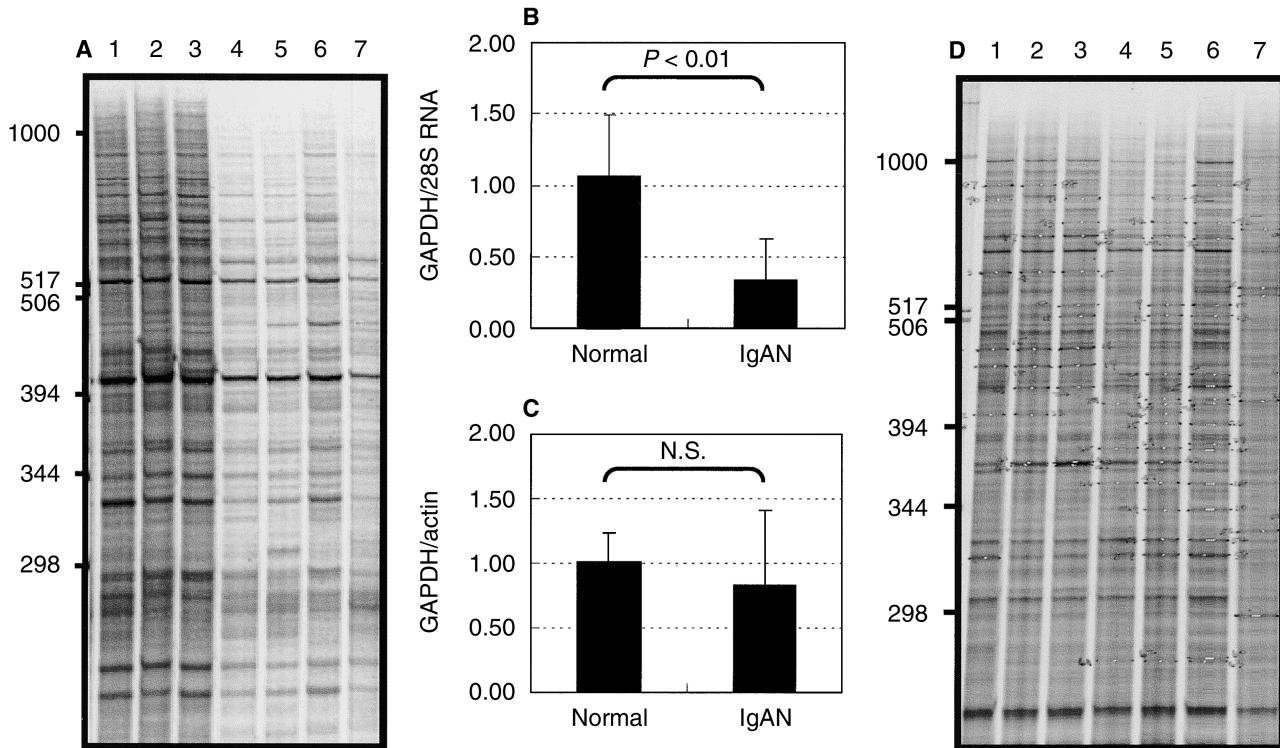 A 1 2 3 4 5 6 7
1000
517
506
394
344
298
B
2.00
1.50
1.00
0.50
0.00
GAPDH/28S RNA
P < 0.01
Normal IgAN
C
2.00
1.50
1.00
0.50
0.00
GAPDH/actin
N.S.
Normal IgAN
D 1 2 3 4 5 6 7
1000
517
506
394
344
298